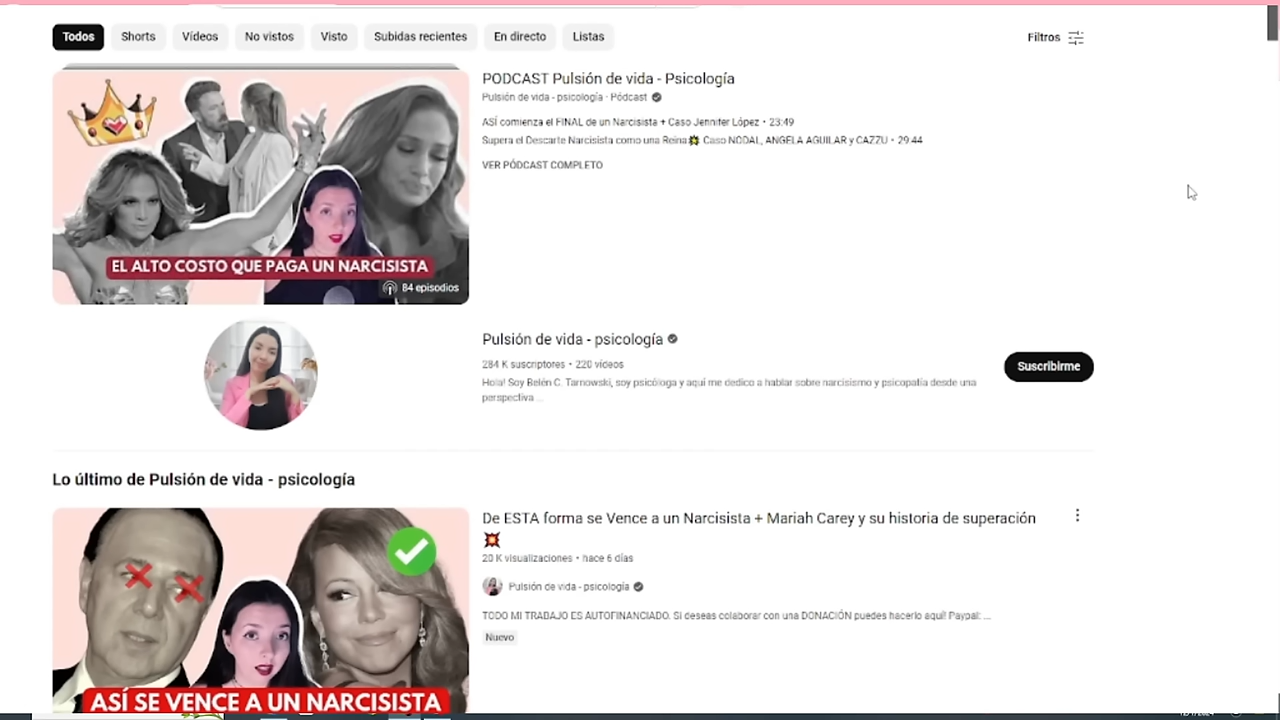 Todos
Shorts
Vídeos
No vistos
Visto
Subidas recientes
En directo
Listas
Filtros
EL ALTO COSTO QUE PAGA UN NARCISISTA
84 episodios
PODCAST Pulsión de vida - Psicología
Pulsión de vida - psicología · Pódcast
ASÍ comienza el FINAL de un Narcisista + Caso Jennifer López • 23:49
Supera el Descarte Narcisista como una Reina💥 Caso NODAL, ANGELA AGUILAR y CAZZU • 29:44
VER PÓDCAST COMPLETO
Pulsión de vida - psicología
284 K suscriptores • 220 vídeos
Hola! Soy Belén C. Tarnowski, soy psicóloga y aquí me dedico a hablar sobre narcisismo y psicopatía desde una
perspectiva ...
Suscribirme
Lo último de Pulsión de vida - psicología
ASÍ SE VENCE A UN NARCISISTA
De ESTA forma se Vence a un Narcisista + Mariah Carey y su historia de superación
💥
20 K visualizaciones • hace 6 días
Pulsión de vida - psicología
TODO MI TRABAJO ES AUTOFINANCIADO. Si deseas colaborar con una DONACIÓN puedes hacerlo aquí! Paypal: ...
Nuevo